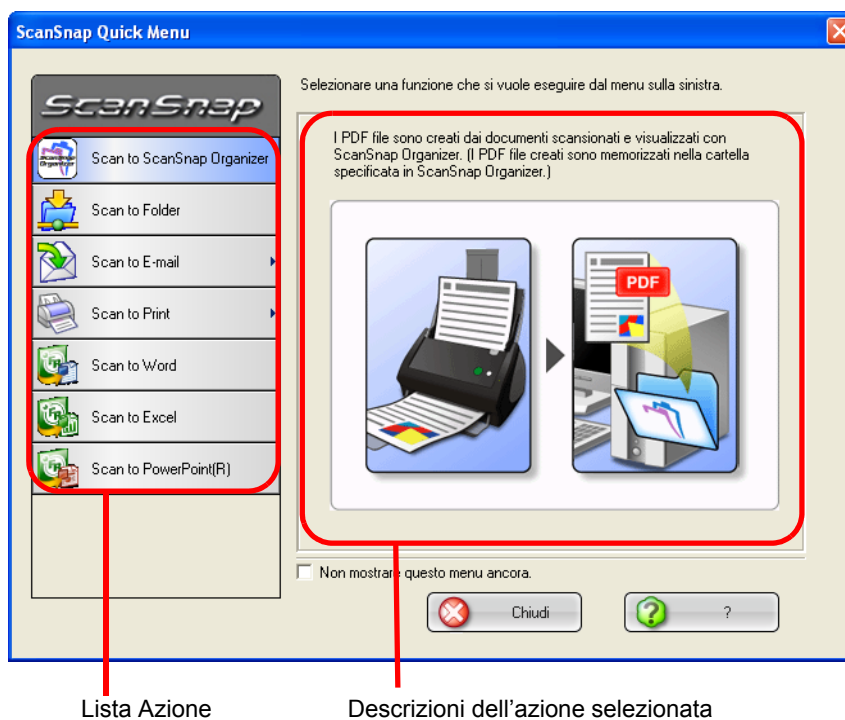 ScanSnap Quick Menu
ScanSnap
Scan to ScanSnap Organizer
Scan to Folder
Scan to E-mail
Scan to Print
Scan to Word
Scan to Excel
Scan to PowerPoint(R)
Selezionare una funzione che si vuole eseguire dal menu sulla sinistra.
I PDF file sono creati dai documenti scansionati e visualizzati con
ScanSnap Organizer. (I PDF file creati sono memorizzati nella cartella
specificata in ScanSnap Organizer.)
PDF
Non mostrare questo menu ancora.
Chiudi
?
Lista Azione
Descrizioni dell’azione selezionata